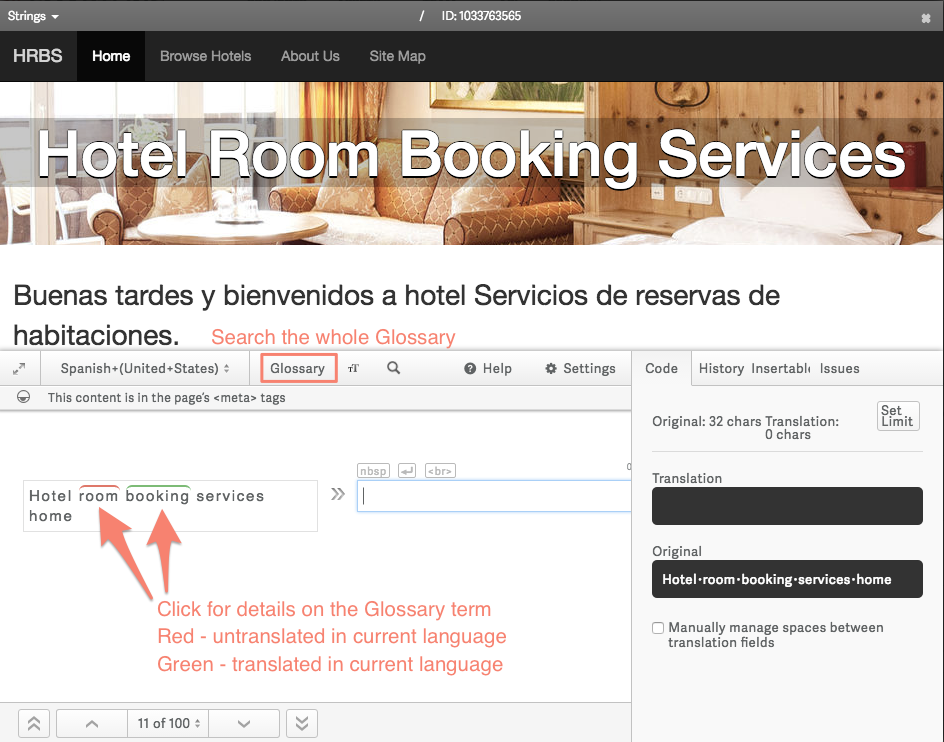 Strings / ID: 1033763565
HRBS Home Browse Hotels About Us Site Map
Hotel Room Booking Services
Buenas tardes y bienvenidos a hotel Servicios de reservas de
habitaciones.
Search the whole Glossary
Spanish+(United+States) Glossary TT Help Settings
Code History Insertabl Issues
This content is in the page's <meta> tags
Original: 32 chars Translation:
0 chars
Set
Limit
nbsp <br> 0
Hotel room booking services
home
Translation
Original
Hotel·room·booking·services·home
Manually manage spaces between
translation fields
Click for details on the Glossary term
Red - untranslated in current language
Green - translated in current language
11 of 100